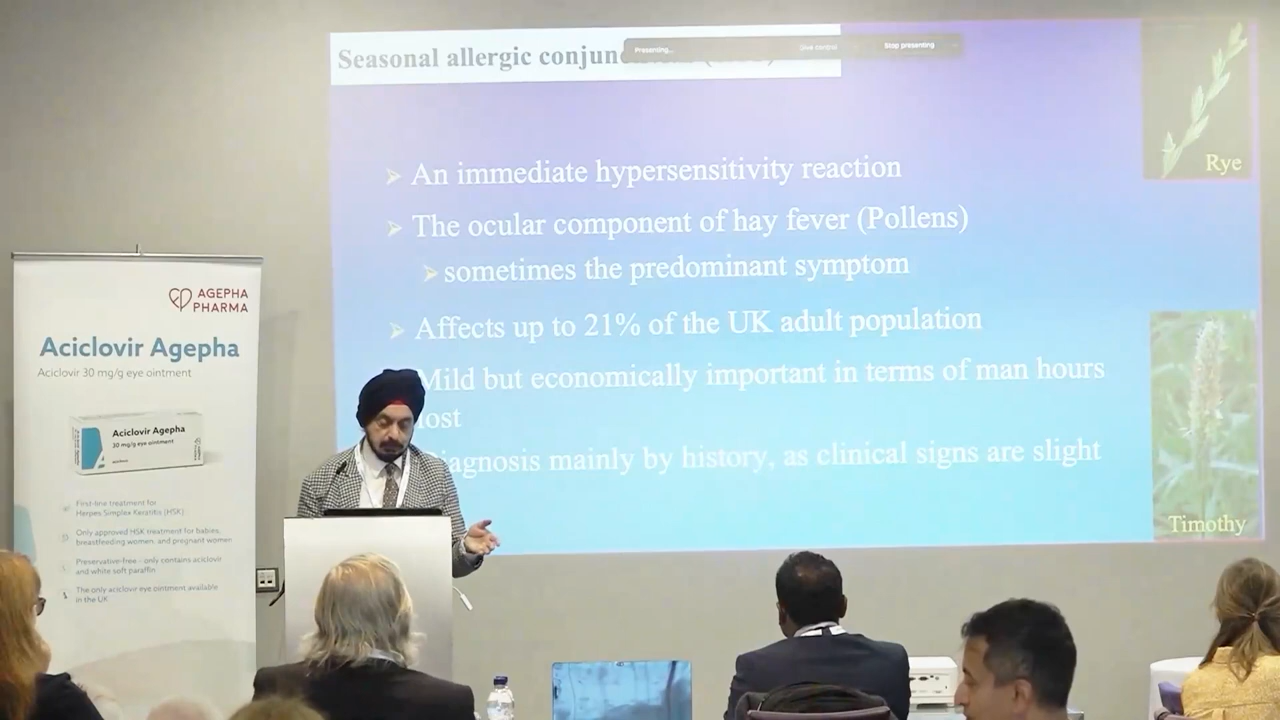 Seasonal allergic
Presenting...
Give control
Stop presenting
Rye
An immediate hypersensitivity reaction
The ocular component of hay fever (Pollens)
sometimes the predominant symptom
Affects up to 21% of the UK adult population
Mild but economically important in terms of man hours
lost
mainly by history, as clinical signs are slight
Timothy
AGEPHA
PHARMA
Aciclovir Agepha
Aciclovir 30 mg/g eye ointment
Aciclovir Agepha
30 mg/g eye ointment
First-line treatment for
Herpes Simplex Keratitis (HSK)
Only approved HSK treatment for babies,
breastfeeding women, and pregnant women
Preservative-free - only contains aciclovir
and white soft paraffin
The only aciclovir eye ointment available
in the UK